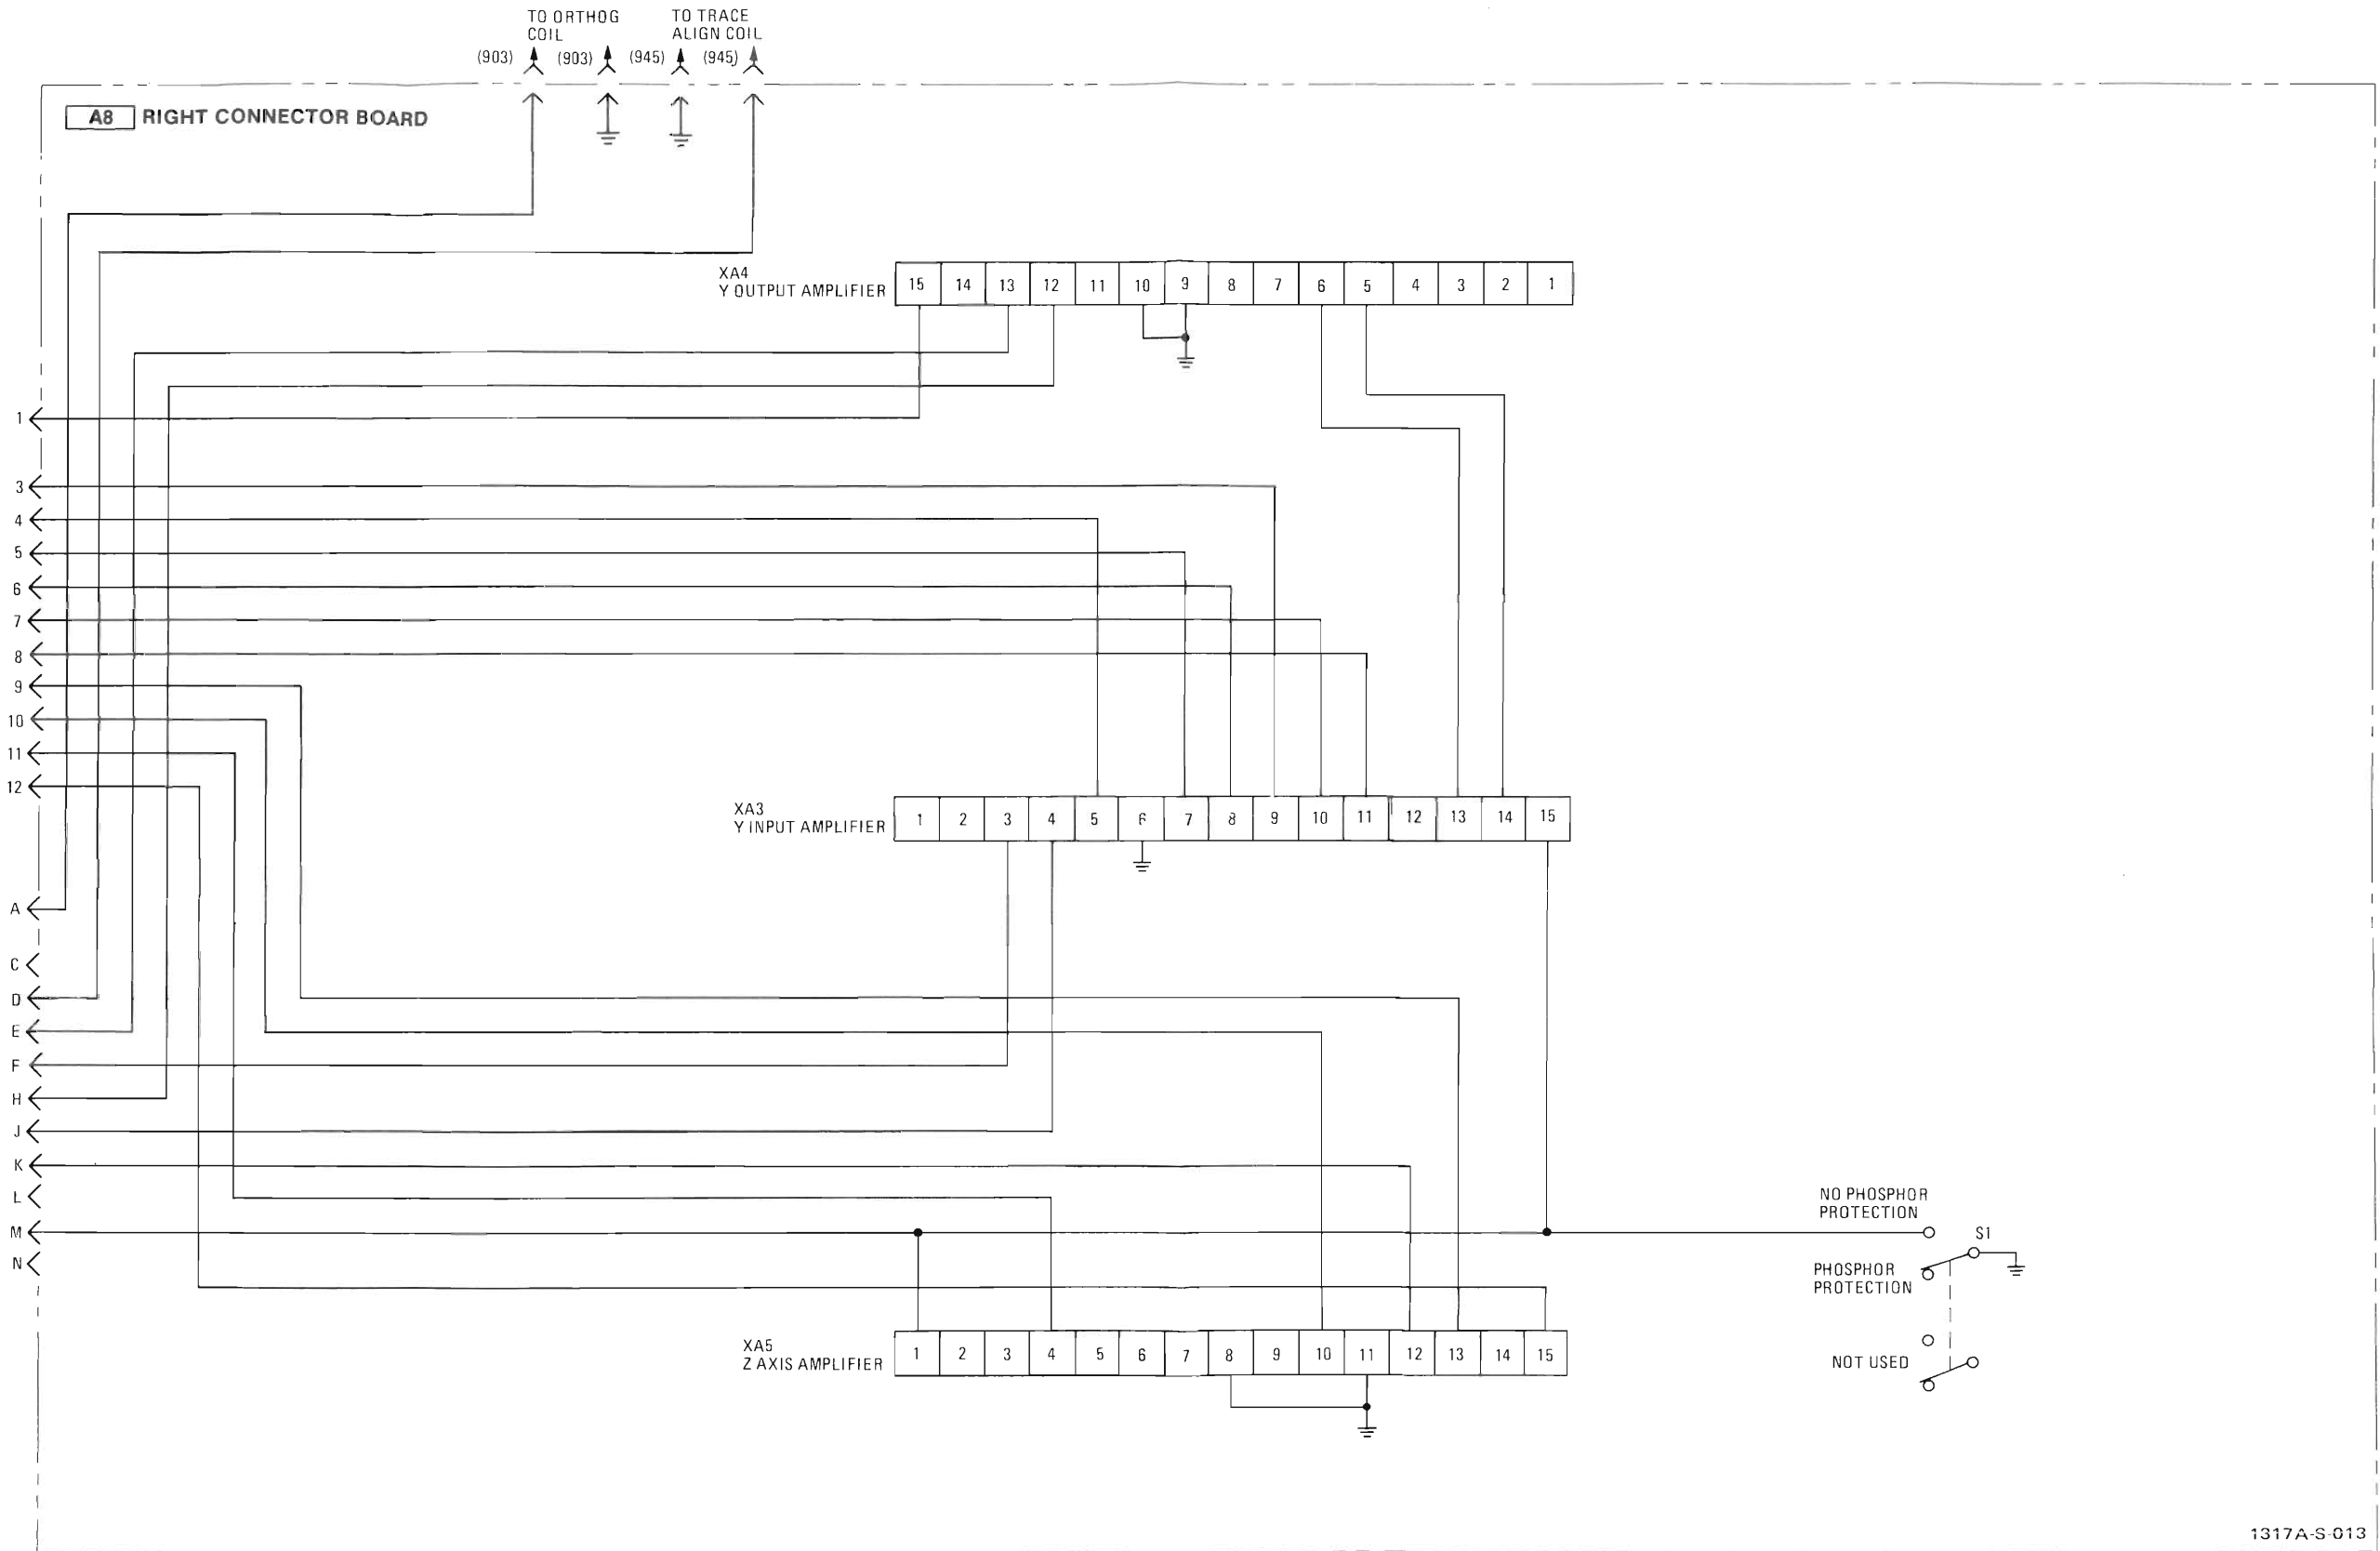 TO ORTHOG
COIL
TO TRACE
ALIGN COIL
(903) (903) (945) (945)
A8 RIGHT CONNECTOR BOARD
XA4
Y OUTPUT AMPLIFIER
15 14 13 12 11 10 9 8 7 6 5 4 3 2 1
1
3
4
5
6
7
8
9
10
11
12
XA3
Y INPUT AMPLIFIER
1 2 3 4 5 6 7 8 9 10 11 12 13 14 15
A
C
D
E
F
H
J
K
L
M
N
NO PHOSPHOR
PROTECTION
S1
PHOSPHOR
PROTECTION
NOT USED
XA5
Z AXIS AMPLIFIER
1 2 3 4 5 6 7 8 9 10 11 12 13 14 15
1317A-S-013